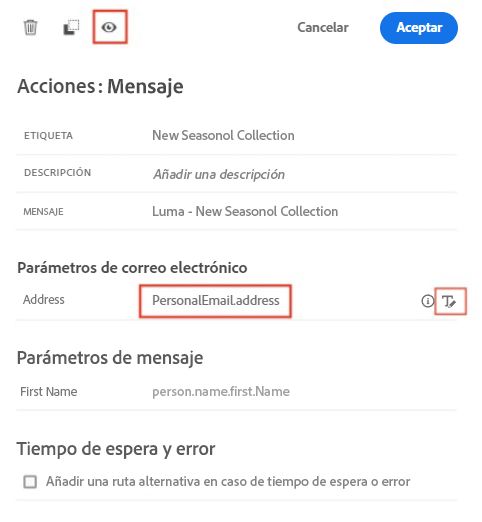 Cancelar Aceptar
Acciones: Mensaje
ETIQUETA New Seasonol Collection
DESCRIPCIÓN Añadir una descripción
MENSAJE Luma - New Seasonol Collection
Parámetros de correo electrónico
Address PersonalEmail.address
Parámetros de mensaje
First Name person.name.first.Name
Tiempo de espera y error
Añadir una ruta alternativa en caso de tiempo de espera o error